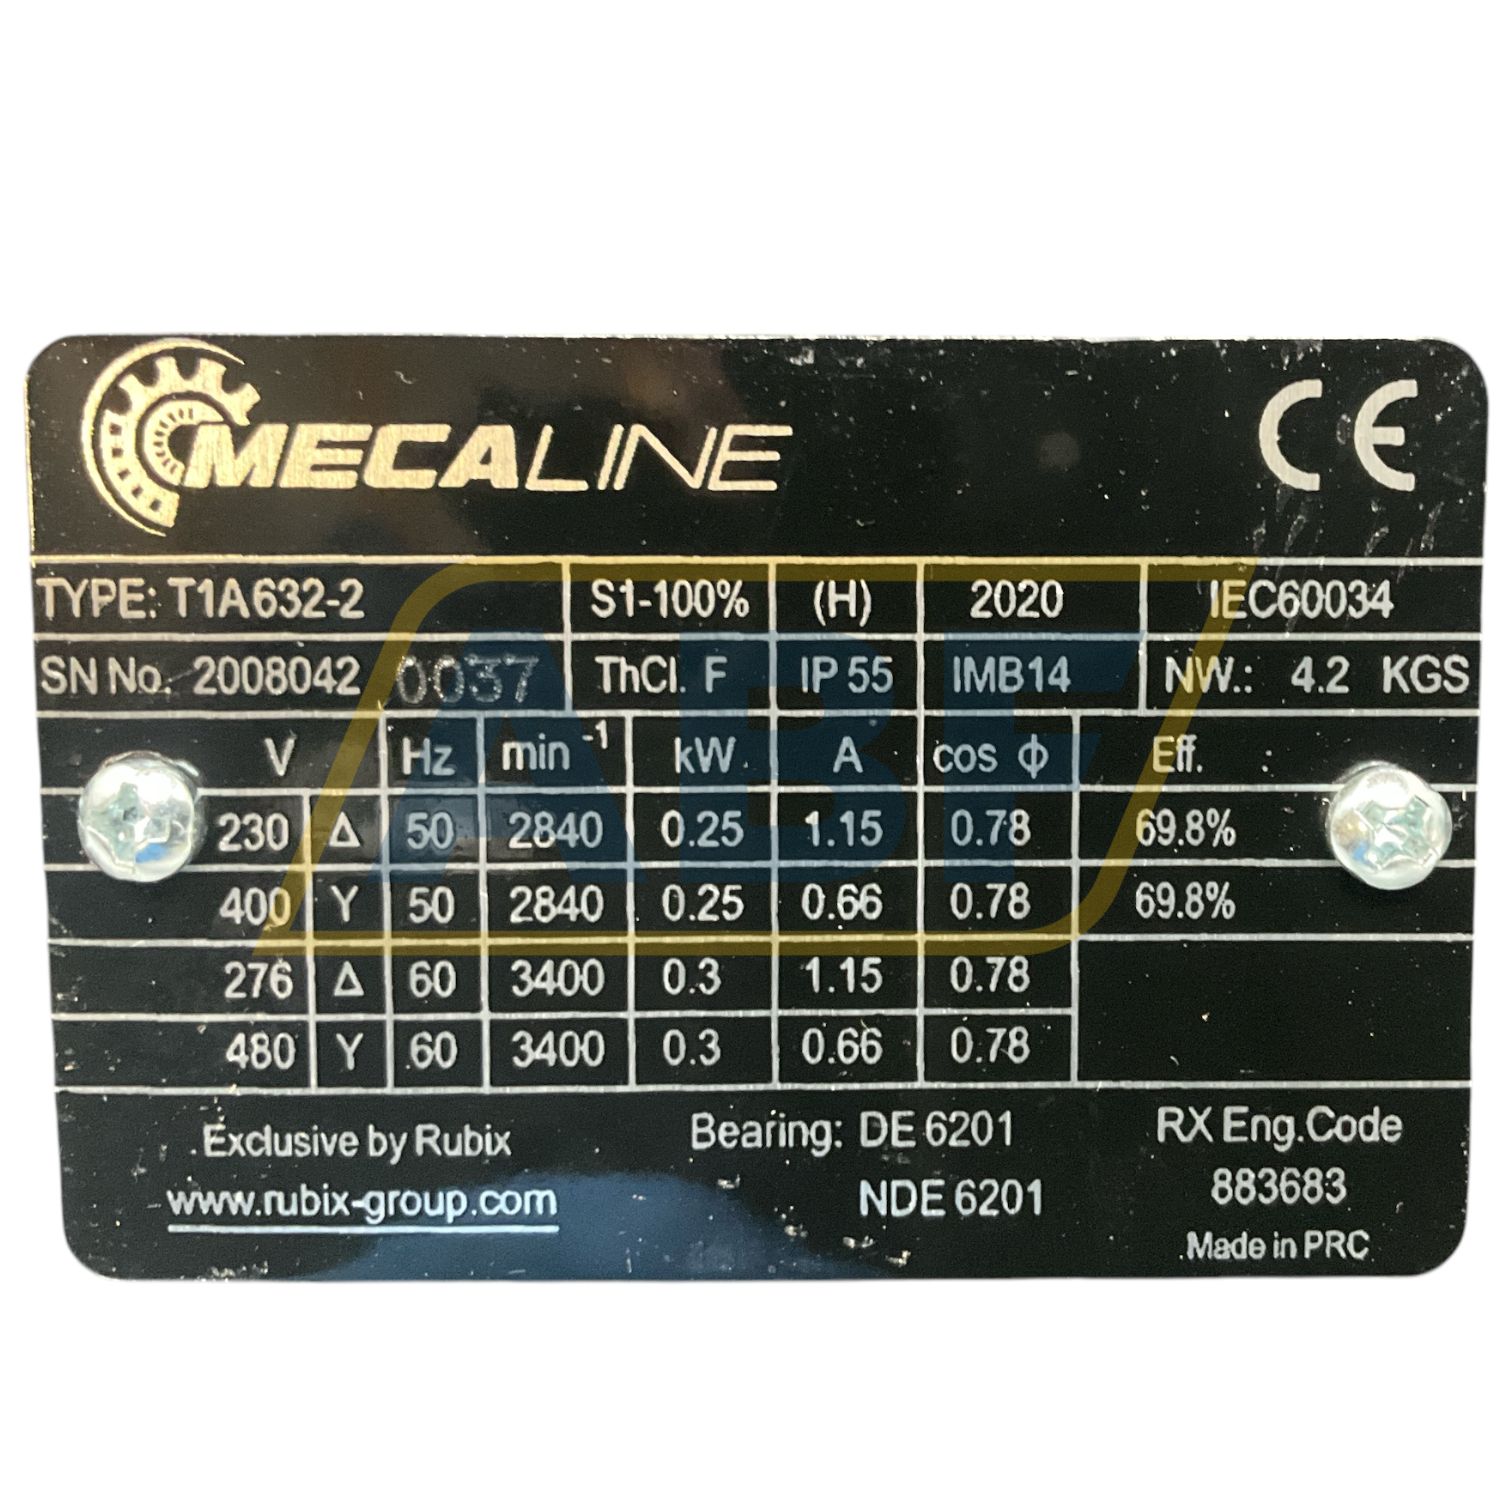 MECALINE CE
TYPE: T1A632-2 S1-100% (H) 2020 IEC60034
SN No. 2008042 0037 ThCl. F IP 55 IMB14 NW.: 4.2 KGS
V Hz min⁻¹ kW A cos ϕ Eff. :
230 Δ 50 2840 0.25 1.15 0.78 69.8%
400 Y 50 2840 0.25 0.66 0.78 69.8%
276 Δ 60 3400 0.3 1.15 0.78
480 Y 60 3400 0.3 0.66 0.78
Exclusive by Rubix Bearing: DE 6201 RX Eng.Code
www.rubix-group.com NDE 6201 883683
Made in PRC
ABF